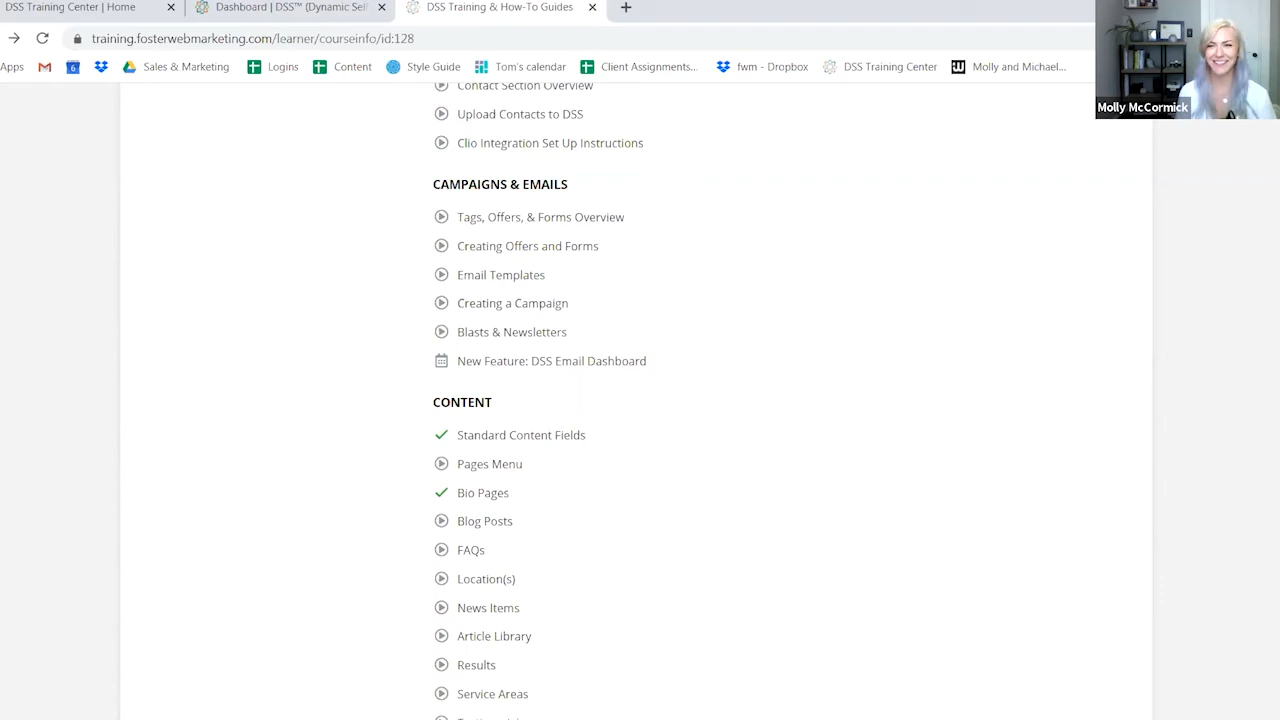 DSS Training Center | Home
Dashboard | DSS™ (Dynamic Sel
DSS Training & How-To Guides
training.fosterwebmarketing.com/learner/courseinfo/id:128
Apps
6
Sales & Marketing
Logins
Content
Style Guide
Tom's calendar
Client Assignments...
fwm - Dropbox
DSS Training Center
Molly and Michael...
Molly McCormick
Contact Section Overview
Upload Contacts to DSS
Clio Integration Set Up Instructions
CAMPAIGNS & EMAILS
Tags, Offers, & Forms Overview
Creating Offers and Forms
Email Templates
Creating a Campaign
Blasts & Newsletters
New Feature: DSS Email Dashboard
CONTENT
Standard Content Fields
Pages Menu
Bio Pages
Blog Posts
FAQs
Location(s)
News Items
Article Library
Results
Service Areas